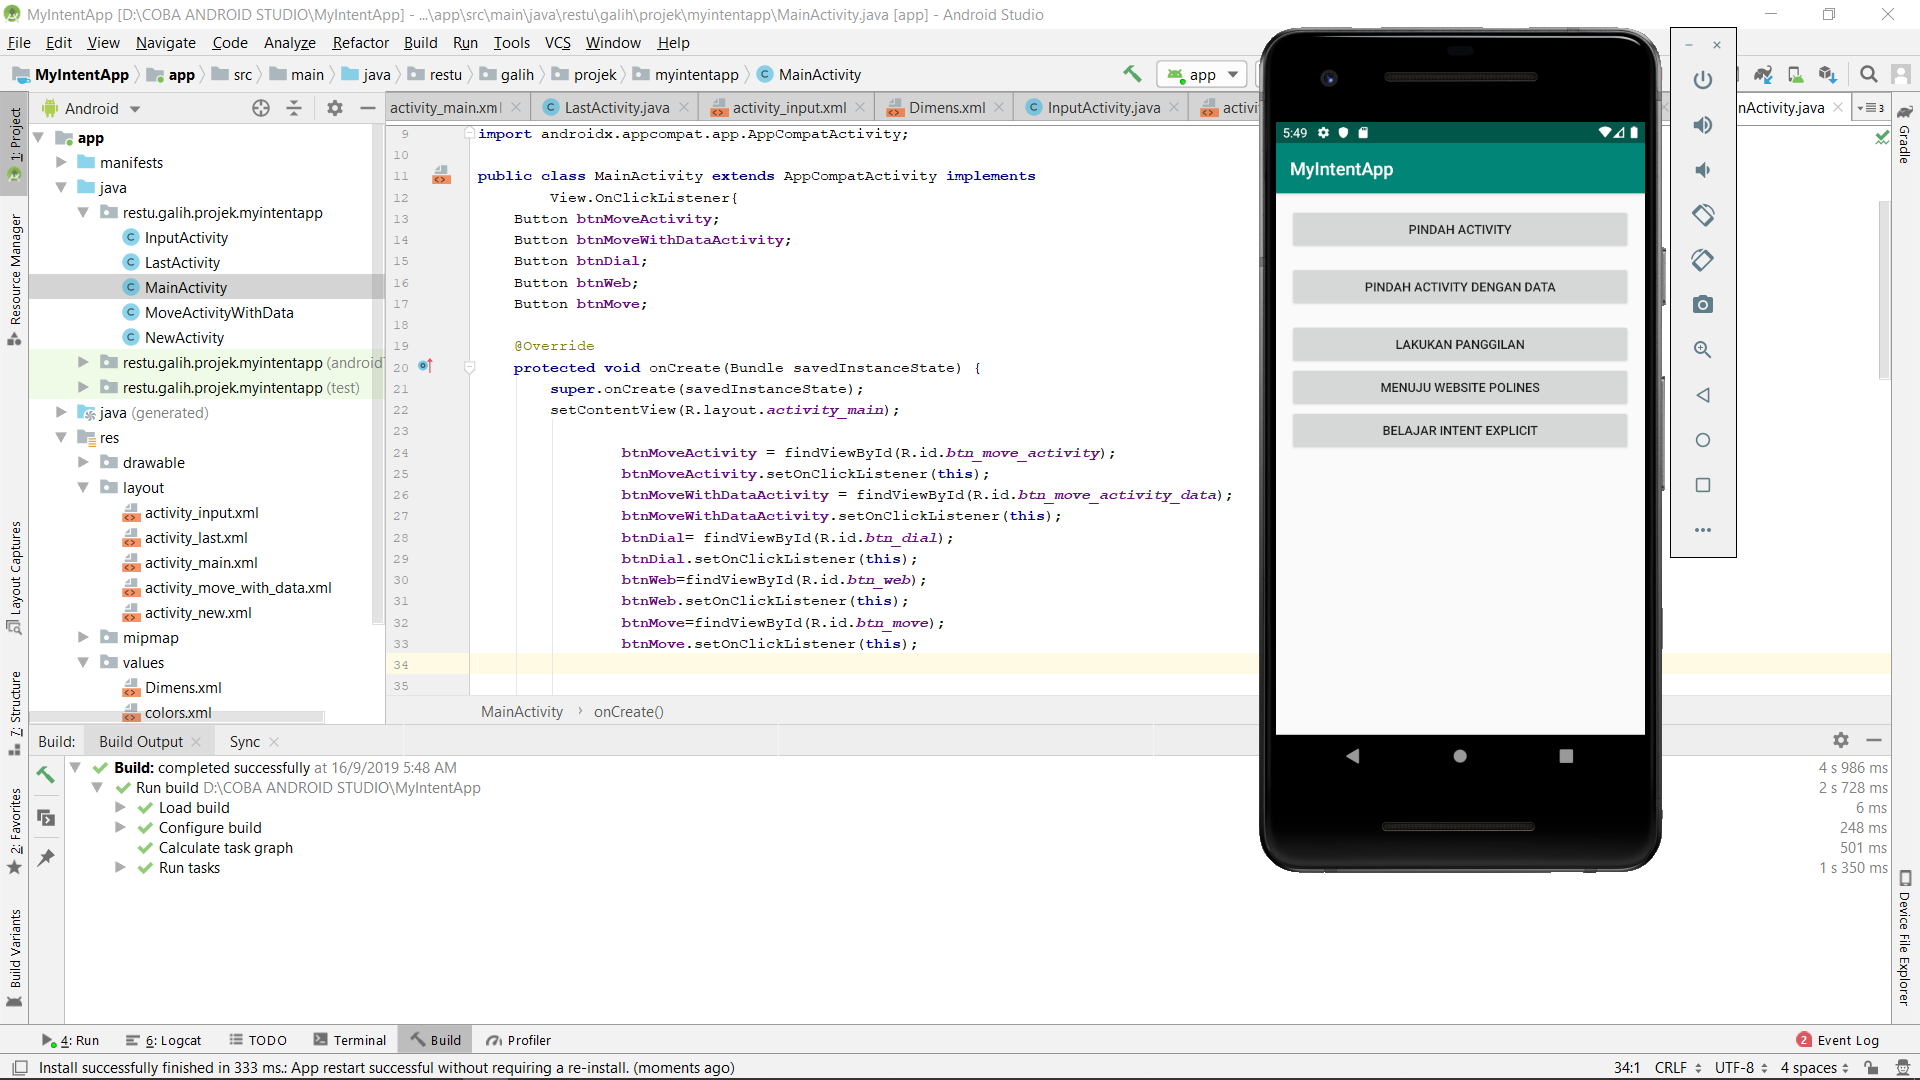 MyIntentApp [D:\COBA ANDROID STUDIO\MyIntentApp] - ...\app\src\main\java\restu\galih\projek\myintentapp\MainActivity.java [app] - Android Studio
File Edit View Navigate Code Analyze Refactor Build Run Tools VCS Window Help
MyIntentApp app src main java restu galih projek myintentapp MainActivity
app
Android
activity_main.xml LastActivity.java activity_input.xml Dimens.xml InputActivity.java activi nActivity.java 3
1: Project
Resource Manager
Layout Captures
7: Structure
2: Favorites
Build Variants
app
manifests
java
restu.galih.projek.myintentapp
InputActivity
LastActivity
MainActivity
MoveActivityWithData
NewActivity
restu.galih.projek.myintentapp (android
restu.galih.projek.myintentapp (test)
java (generated)
res
drawable
layout
activity_input.xml
activity_last.xml
activity_main.xml
activity_move_with_data.xml
activity_new.xml
mipmap
values
Dimens.xml
colors.xml
9 import androidx.appcompat.app.AppCompatActivity;
10
11 public class MainActivity extends AppCompatActivity implements
12 View.OnClickListener{
13 Button btnMoveActivity;
14 Button btnMoveWithDataActivity;
15 Button btnDial;
16 Button btnWeb;
17 Button btnMove;
18
19 @Override
20 protected void onCreate(Bundle savedInstanceState) {
21 super.onCreate(savedInstanceState);
22 setContentView(R.layout.activity_main);
23
24 btnMoveActivity = findViewById(R.id.btn_move_activity);
25 btnMoveActivity.setOnClickListener(this);
26 btnMoveWithDataActivity = findViewById(R.id.btn_move_activity_data);
27 btnMoveWithDataActivity.setOnClickListener(this);
28 btnDial= findViewById(R.id.btn_dial);
29 btnDial.setOnClickListener(this);
30 btnWeb=findViewById(R.id.btn_web);
31 btnWeb.setOnClickListener(this);
32 btnMove=findViewById(R.id.btn_move);
33 btnMove.setOnClickListener(this);
34
35
MainActivity onCreate()
5:49
MyIntentApp
PINDAH ACTIVITY
PINDAH ACTIVITY DENGAN DATA
LAKUKAN PANGGILAN
MENUJU WEBSITE POLINES
BELAJAR INTENT EXPLICIT
Gradle
Device File Explorer
Build: Build Output Sync
Build: completed successfully at 16/9/2019 5:48 AM 4 s 986 ms
Run build D:\COBA ANDROID STUDIO\MyIntentApp 2 s 728 ms
Load build 6 ms
Configure build 248 ms
Calculate task graph 501 ms
Run tasks 1 s 350 ms
4: Run 6: Logcat TODO Terminal Build Profiler 2 Event Log
Install successfully finished in 333 ms.: App restart successful without requiring a re-install. (moments ago) 34:1 CRLF UTF-8 4 spaces